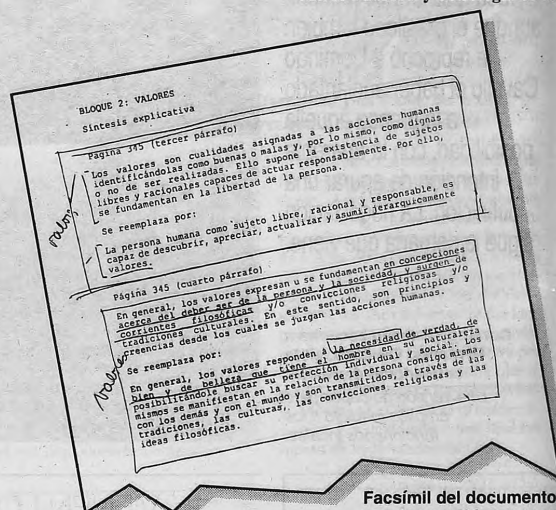 BLOQUE 2: VALORES
Síntesis explicativa
Página 345 (tercer párrafo)
Los valores son cualidades asignadas a las acciones humanas
identificándolas como buenas o malas y, por lo mismo, como dignas
o no de ser realizadas. Ello supone la existencia de sujetos
libres y racionales capaces de actuar responsablemente. Por ello,
se fundamentan en la libertad de la persona.
Se reemplaza por:
valor,
La persona humana como sujeto libre, racional y responsable, es
capaz de descubrir, apreciar, actualizar y asumir jerarquicamente
valores.
Página 345 (cuarto párrafo)
En general, los valores expresan u se fundamentan en concepciones
acerca del deber ser de la persona y la sociedad, y surgen de
corrientes filosóficas y/o convicciones religiosas y/o
tradiciones culturales. En este sentido, son principios y
creencias desde los cuales se juzgan las acciones humanas.
Se reemplaza por:
valores
En general, los valores responden a la necesidad de verdad, de
bien y de belleza que tiene el hombre en su naturaleza
posibilitándole buscar su perfección individual y social. Los
mismos se manifiestan en la relación de la persona consigo misma,
con los demás y con el mundo y son transmitidos, a través de las
tradiciones, las culturas, las convicciones religiosas y las
ideas filosóficas.
Facsímil del documento